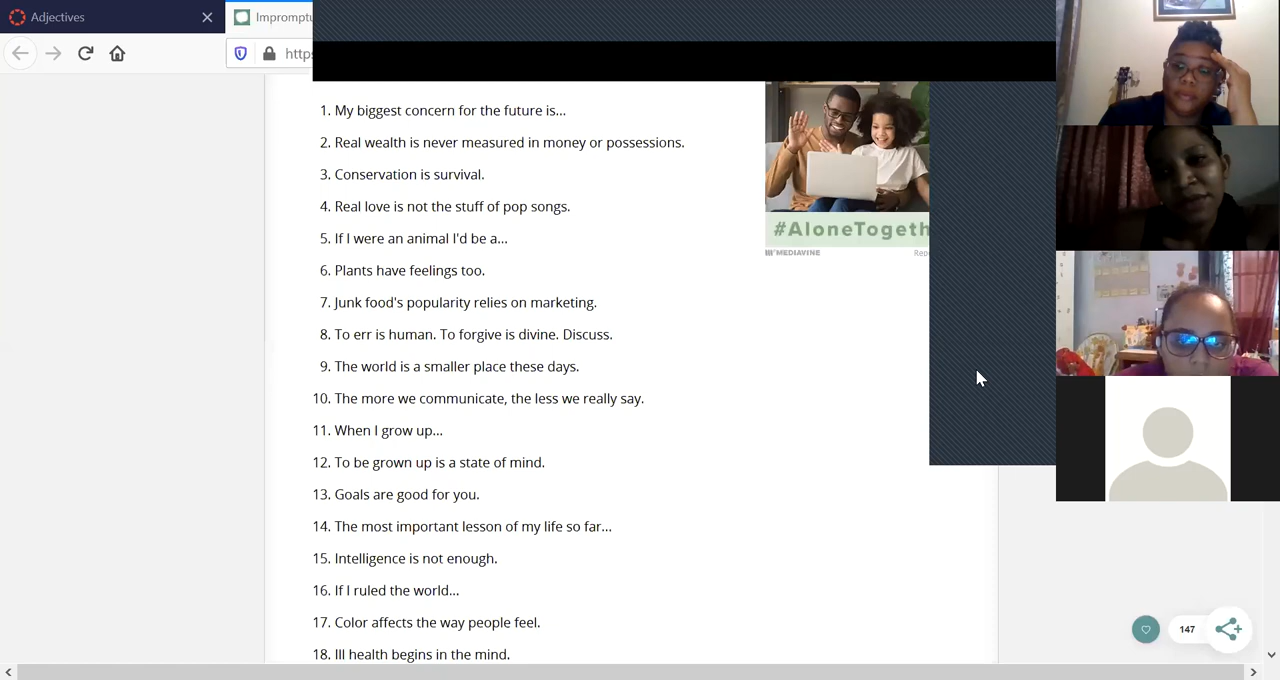 Adjectives
Impromptu
https
1. My biggest concern for the future is...
2. Real wealth is never measured in money or possessions.
3. Conservation is survival.
4. Real love is not the stuff of pop songs.
5. If I were an animal I'd be a...
6. Plants have feelings too.
7. Junk food's popularity relies on marketing.
8. To err is human. To forgive is divine. Discuss.
9. The world is a smaller place these days.
10. The more we communicate, the less we really say.
11. When I grow up...
12. To be grown up is a state of mind.
13. Goals are good for you.
14. The most important lesson of my life so far...
15. Intelligence is not enough.
16. If I ruled the world...
17. Color affects the way people feel.
18. Ill health begins in the mind.
#AloneTogeth
MEDIAVINE
Rep
147